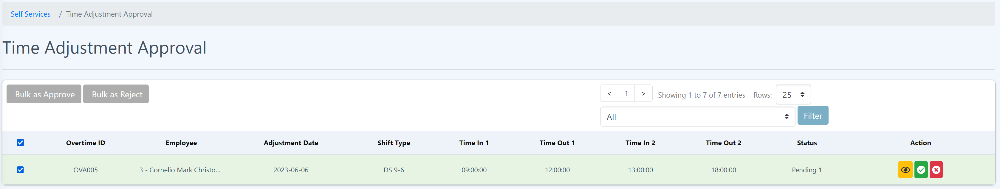 Self Services / Time Adjustment Approval
Time Adjustment Approval
Bulk as Approve Bulk as Reject < 1 > Showing 1 to 7 of 7 entries Rows: 25
All Filter
Overtime ID Employee Adjustment Date Shift Type Time In 1 Time Out 1 Time In 2 Time Out 2 Status Action
OVA005 3 - Cornelio Mark Christo... 2023-06-06 DS 9-6 09:00:00 12:00:00 13:00:00 18:00:00 Pending 1